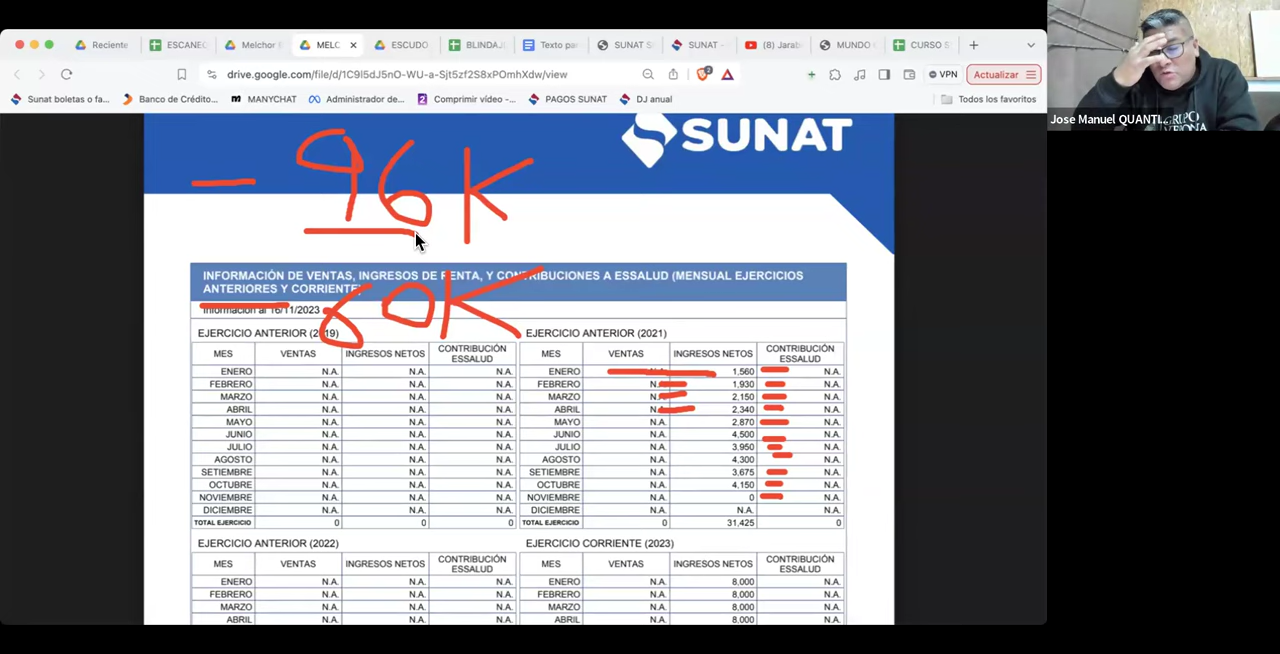 Reciente
ESCANEO
Melchor
MELC
ESCUDO
BLINDAJ
Texto par
SUNAT S
SUNAT -
(8) Jarab
MUNDO
CURSO S
drive.google.com/file/d/1C9I5dJ5nO-WU-a-Sjt5zf2S8xPOmhXdw/view
2
VPN
Actualizar
Sunat boletas o fa...
Banco de Crédito...
MANYCHAT
Administrador de...
Comprimir vídeo -...
PAGOS SUNAT
DJ anual
Todos los favoritos
Jose Manuel QUANTI...
GRUPO
SUNAT
- 96K
INFORMACIÓN DE VENTAS, INGRESOS DE RENTA, Y CONTRIBUCIONES A ESSALUD (MENSUAL EJERCICIOS
ANTERIORES Y CORRIENTE)
Información al 16/11/2023
60K
EJERCICIO ANTERIOR (2019)
MES VENTAS INGRESOS NETOS CONTRIBUCIÓN ESSALUD
ENERO N.A. N.A. N.A.
FEBRERO N.A. N.A. N.A.
MARZO N.A. N.A. N.A.
ABRIL N.A. N.A. N.A.
MAYO N.A. N.A. N.A.
JUNIO N.A. N.A. N.A.
JULIO N.A. N.A. N.A.
AGOSTO N.A. N.A. N.A.
SETIEMBRE N.A. N.A. N.A.
OCTUBRE N.A. N.A. N.A.
NOVIEMBRE N.A. N.A. N.A.
DICIEMBRE N.A. N.A. N.A.
TOTAL EJERCICIO 0 0 0
EJERCICIO ANTERIOR (2021)
MES VENTAS INGRESOS NETOS CONTRIBUCIÓN ESSALUD
ENERO N.A. 1,560 N.A.
FEBRERO N.A. 1,930 N.A.
MARZO N.A. 2,150 N.A.
ABRIL N.A. 2,340 N.A.
MAYO N.A. 2,870 N.A.
JUNIO N.A. 4,500 N.A.
JULIO N.A. 3,950 N.A.
AGOSTO N.A. 4,300 N.A.
SETIEMBRE N.A. 3,675 N.A.
OCTUBRE N.A. 4,150 N.A.
NOVIEMBRE N.A. 0 N.A.
DICIEMBRE N.A. N.A. N.A.
TOTAL EJERCICIO 0 31,425 0
EJERCICIO ANTERIOR (2022)
MES VENTAS INGRESOS NETOS CONTRIBUCIÓN ESSALUD
ENERO N.A. N.A. N.A.
FEBRERO N.A. N.A. N.A.
MARZO N.A. N.A. N.A.
ABRIL N.A. N.A. N.A.
EJERCICIO CORRIENTE (2023)
MES VENTAS INGRESOS NETOS CONTRIBUCIÓN ESSALUD
ENERO N.A. 8,000 N.A.
FEBRERO N.A. 8,000 N.A.
MARZO N.A. 8,000 N.A.
ABRIL N.A. 8,000 N.A.